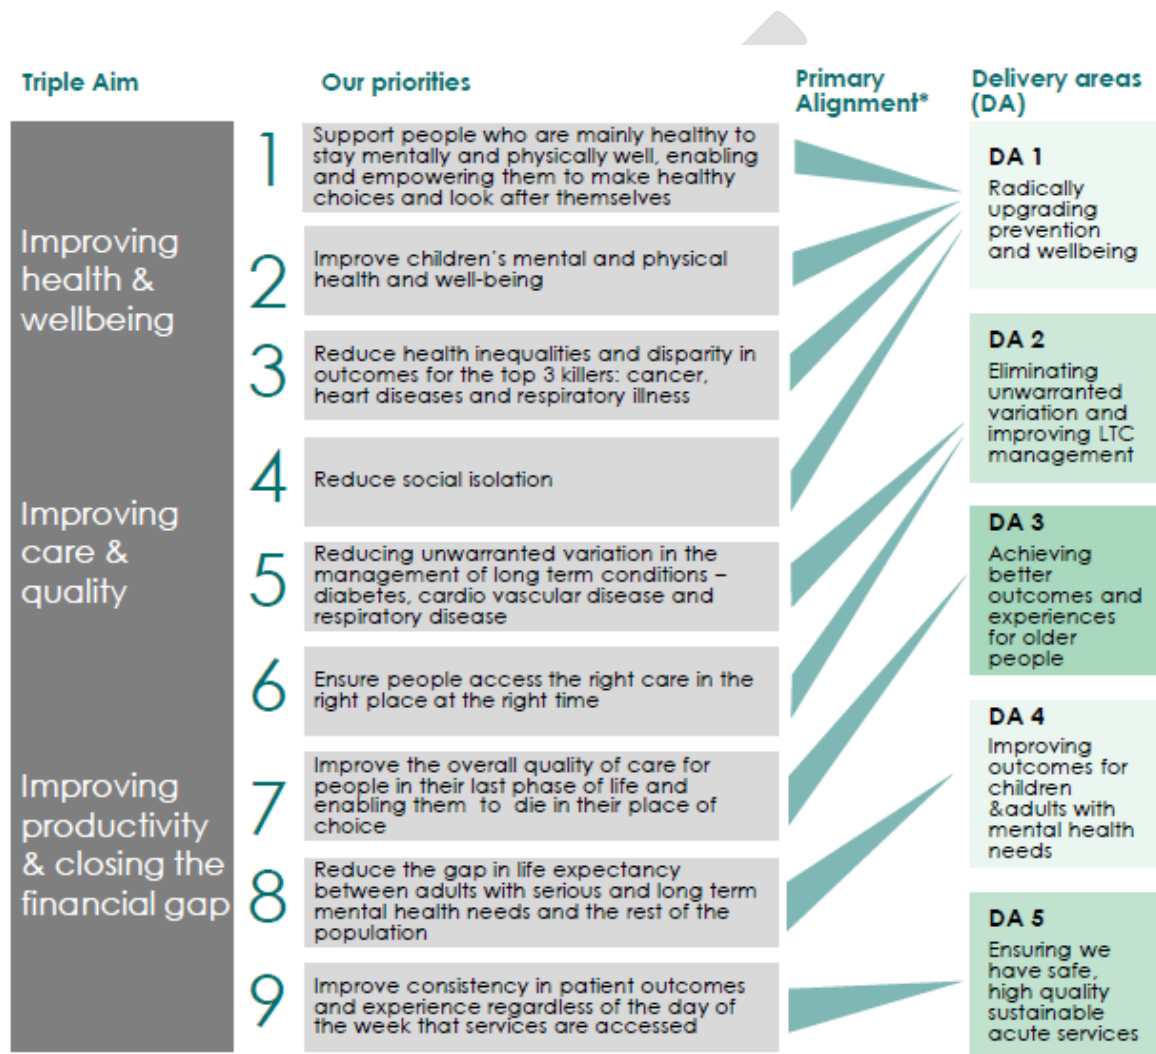 Triple Aim
Our priorities
Primary
Alignment*
Delivery areas
(DA)
Improving
health &
wellbeing
Improving
care &
quality
Improving
productivity
& closing the
financial gap
1
Support people who are mainly healthy to
stay mentally and physically well, enabling
and empowering them to make healthy
choices and look after themselves
2
Improve children's mental and physical
health and well-being
3
Reduce health inequalities and disparity in
outcomes for the top 3 killers: cancer,
heart diseases and respiratory illness
4
Reduce social isolation
5
Reducing unwarranted variation in the
management of long term conditions –
diabetes, cardio vascular disease and
respiratory disease
6
Ensure people access the right care in the
right place at the right time
7
Improve the overall quality of care for
people in their last phase of life and
enabling them to die in their place of
choice
8
Reduce the gap in life expectancy
between adults with serious and long term
mental health needs and the rest of the
population
9
Improve consistency in patient outcomes
and experience regardless of the day of
the week that services are accessed
DA 1
Radically
upgrading
prevention
and wellbeing
DA 2
Eliminating
unwarranted
variation and
improving LTC
management
DA 3
Achieving
better
outcomes and
experiences
for older
people
DA 4
Improving
outcomes for
children
&adults with
mental health
needs
DA 5
Ensuring we
have safe,
high quality
sustainable
acute services